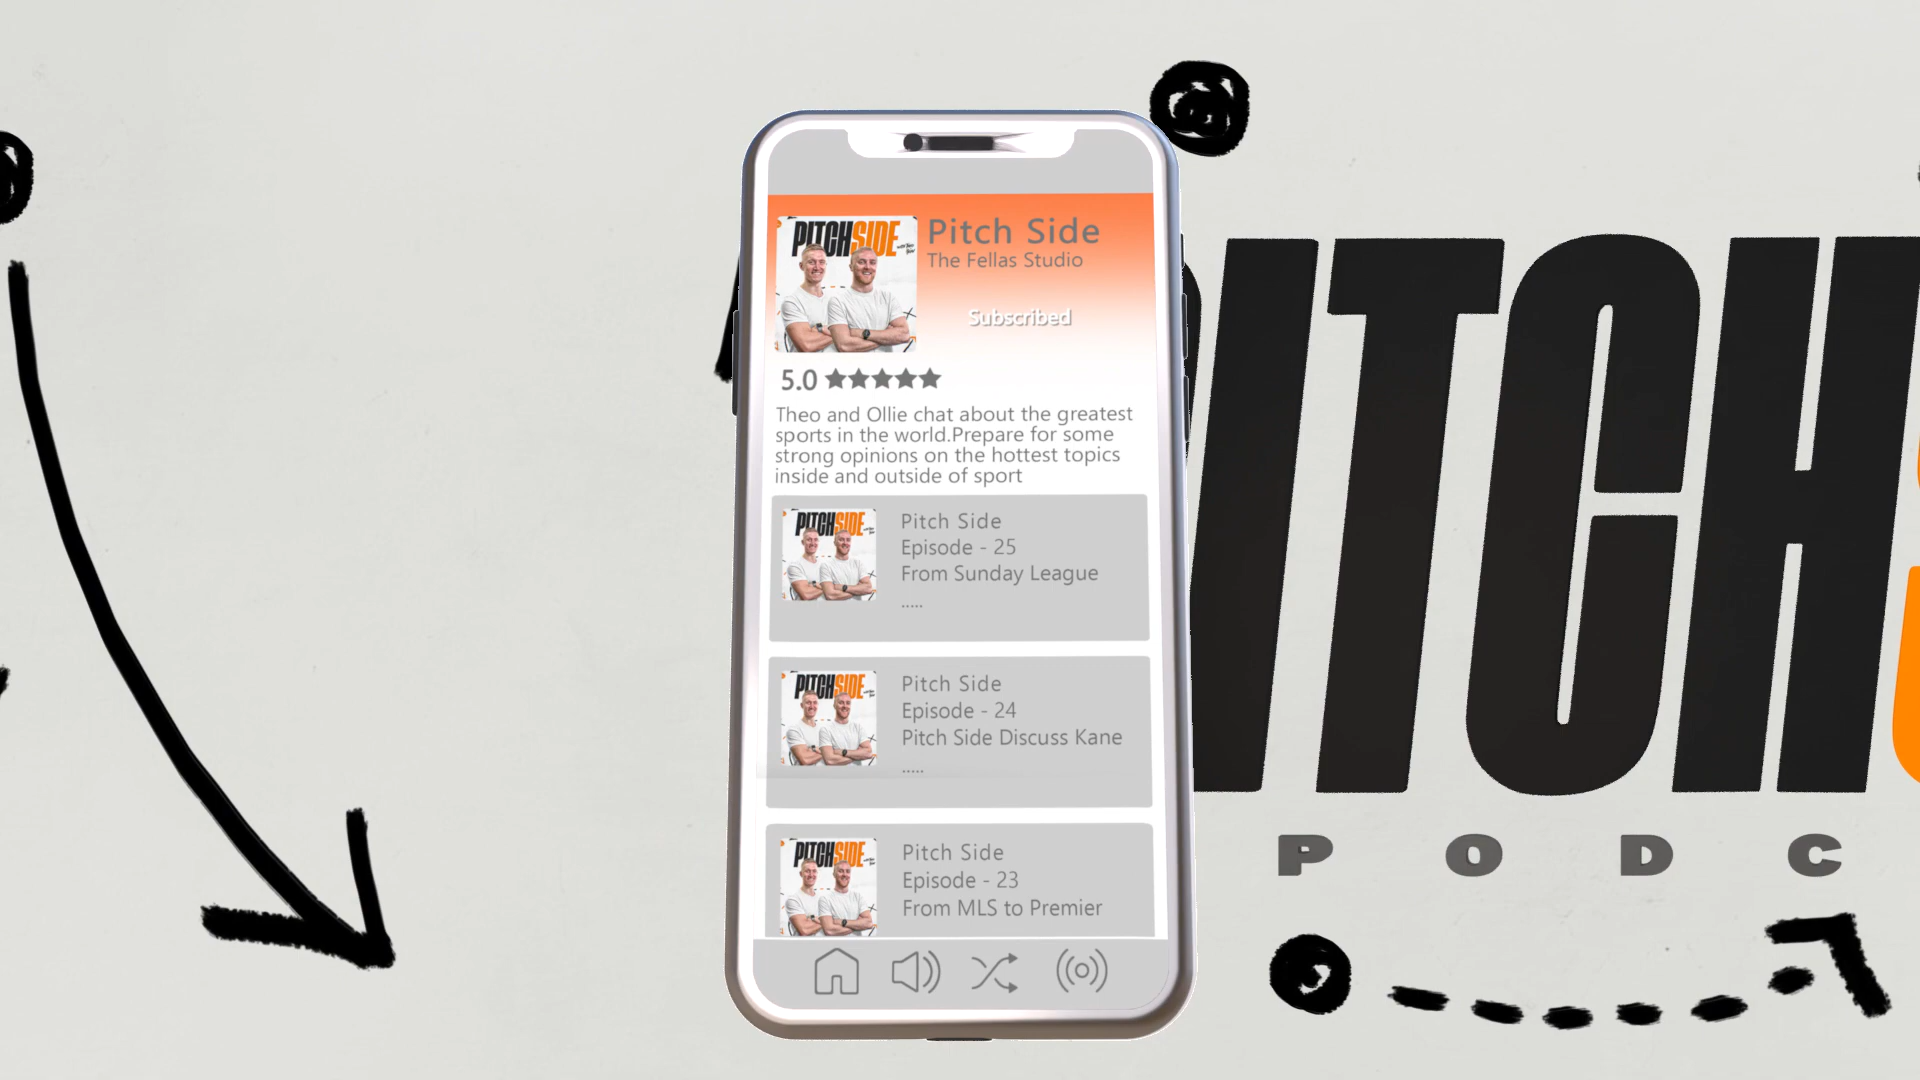 PITCHSIDE
Pitch Side
The Fellas Studio
Subscribed
5.0
Theo and Ollie chat about the greatest
sports in the world.Prepare for some
strong opinions on the hottest topics
inside and outside of sport
PITCHSIDE
Pitch Side
Episode - 25
From Sunday League
.....
PITCHSIDE
Pitch Side
Episode - 24
Pitch Side Discuss Kane
.....
PITCHSIDE
Pitch Side
Episode - 23
From MLS to Premier
ITCH
PODC